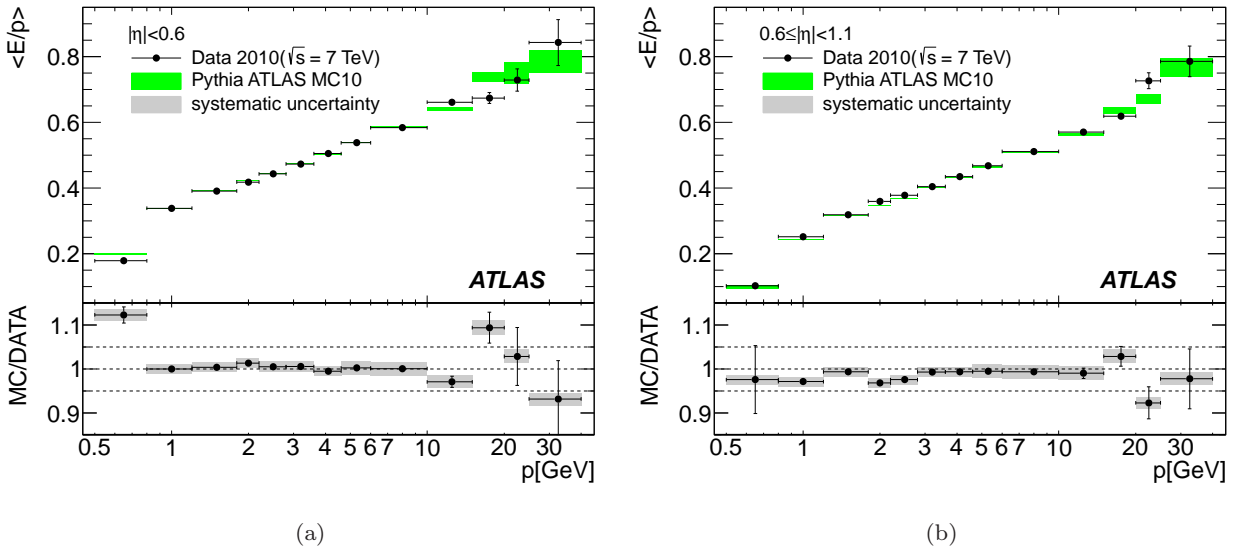 <E/p>
|η|<0.6
Data 2010(√s = 7 TeV)
Pythia ATLAS MC10
systematic uncertainty
0.8
0.6
0.4
0.2
ATLAS
MC/DATA
1.1
1
0.9
0.5 1 2 3 4 5 6 7 10 20 30
p[GeV]
(a)
<E/p>
0.6≤|η|<1.1
Data 2010(√s = 7 TeV)
Pythia ATLAS MC10
systematic uncertainty
0.8
0.6
0.4
0.2
ATLAS
MC/DATA
1.1
1
0.9
0.5 1 2 3 4 5 6 7 10 20 30
p[GeV]
(b)